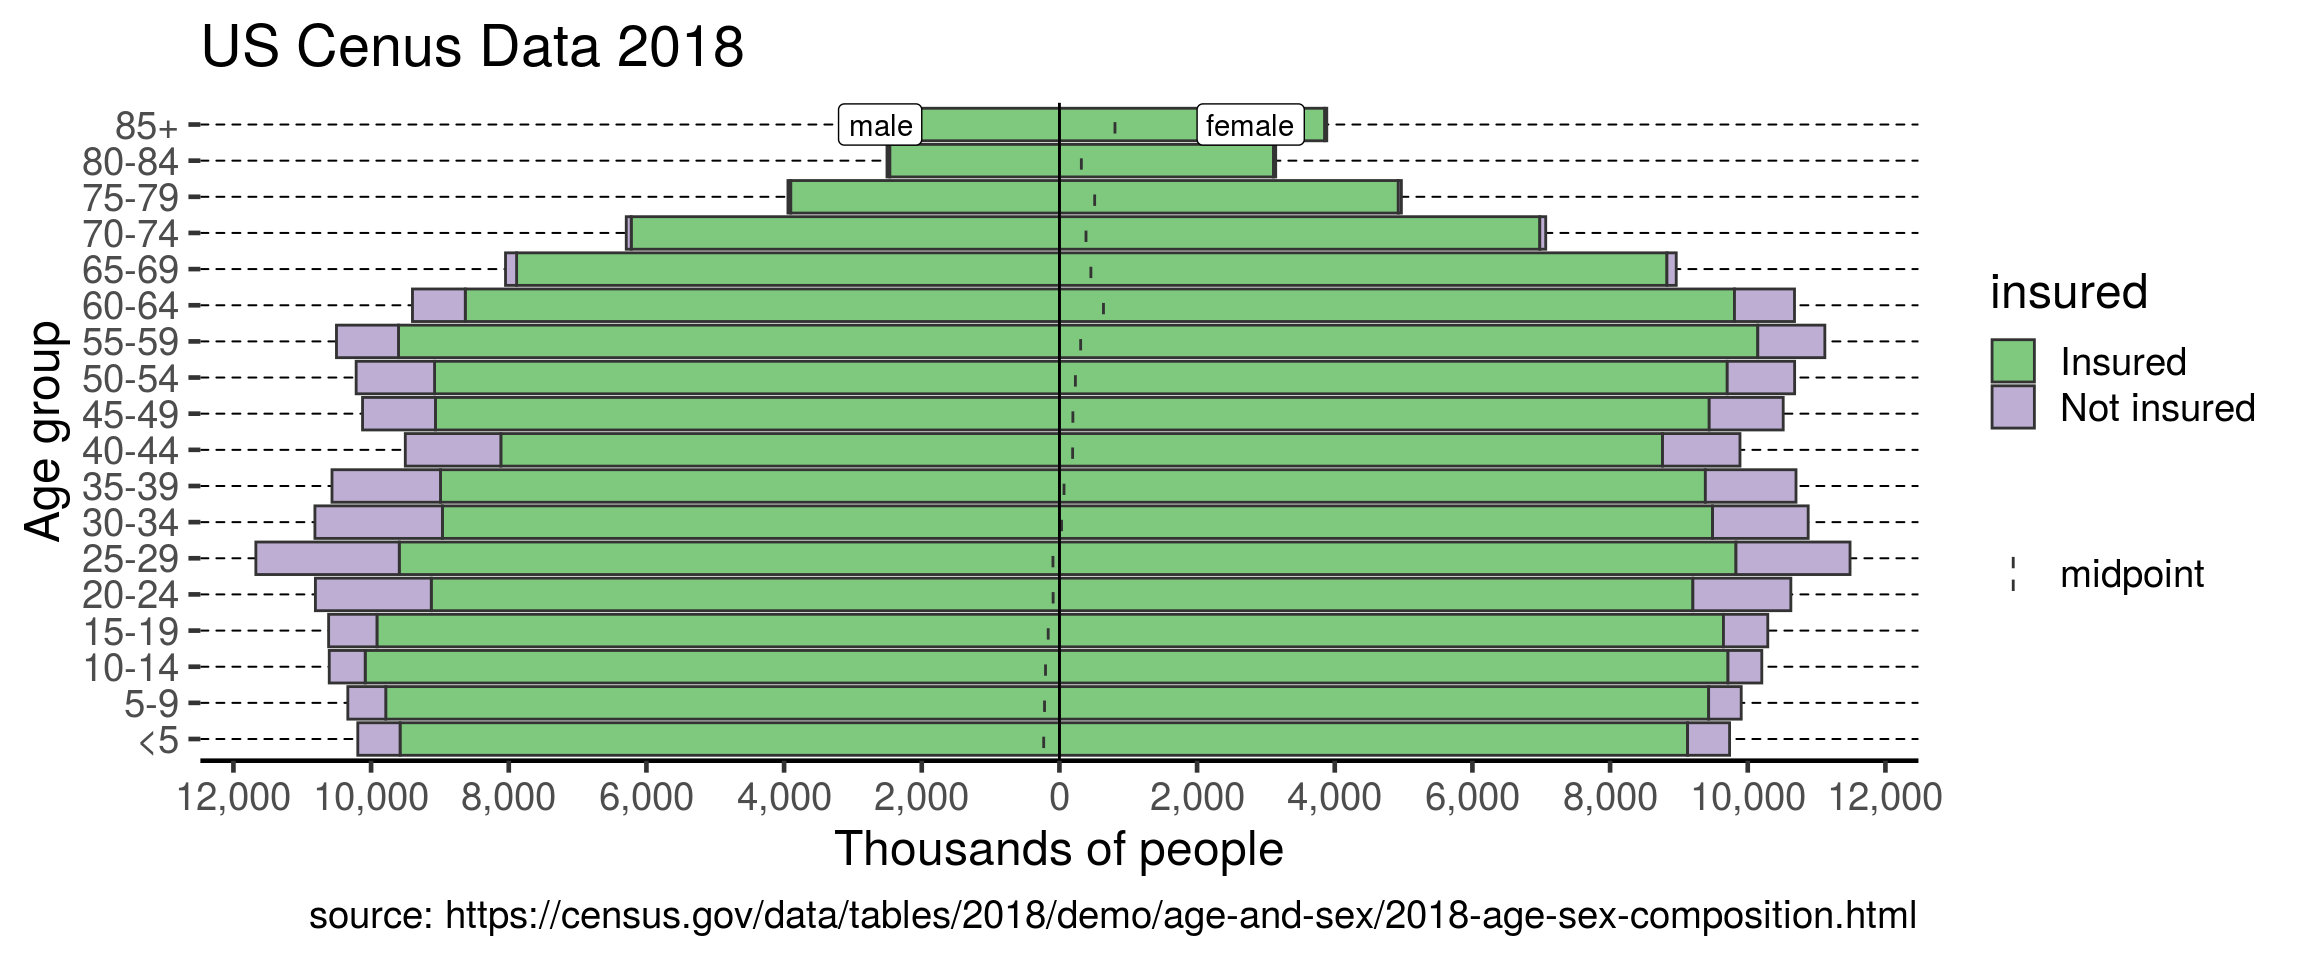 US Cenus Data 2018
85+
male
female
80-84
75-79
70-74
65-69
60-64
55-59
50-54
45-49
40-44
35-39
30-34
25-29
20-24
15-19
10-14
5-9
<5
Age group
12,000 10,000 8,000 6,000 4,000 2,000 0 2,000 4,000 6,000 8,000 10,000 12,000
Thousands of people
insured
Insured
Not insured
midpoint
source: https://census.gov/data/tables/2018/demo/age-and-sex/2018-age-sex-composition.html